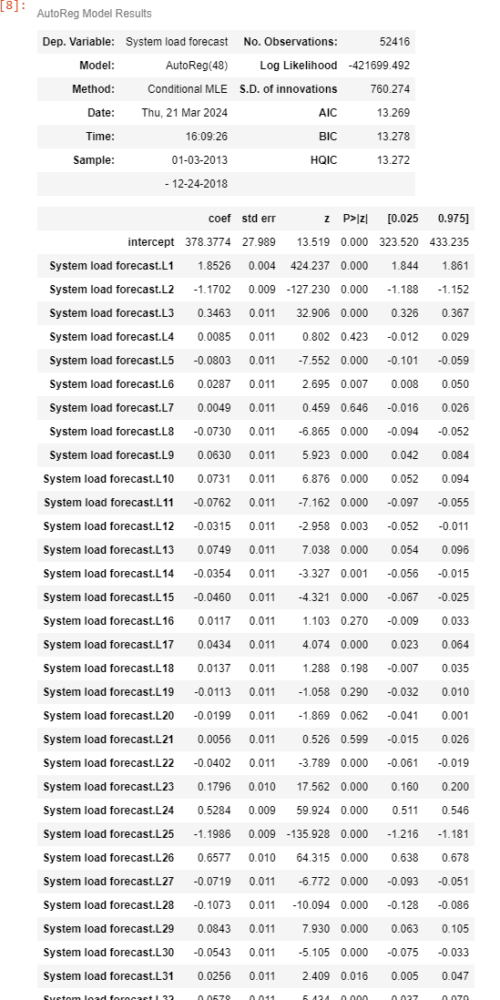 [8]:
AutoReg Model Results
Dep. Variable: System load forecast No. Observations: 52416
Model: AutoReg(48) Log Likelihood -421699.492
Method: Conditional MLE S.D. of innovations 760.274
Date: Thu, 21 Mar 2024 AIC 13.269
Time: 16:09:26 BIC 13.278
Sample: 01-03-2013 HQIC 13.272
- 12-24-2018
coef std err z P>|z| [0.025 0.975]
intercept 378.3774 27.989 13.519 0.000 323.520 433.235
System load forecast.L1 1.8526 0.004 424.237 0.000 1.844 1.861
System load forecast.L2 -1.1702 0.009 -127.230 0.000 -1.188 -1.152
System load forecast.L3 0.3463 0.011 32.906 0.000 0.326 0.367
System load forecast.L4 0.0085 0.011 0.802 0.423 -0.012 0.029
System load forecast.L5 -0.0803 0.011 -7.552 0.000 -0.101 -0.059
System load forecast.L6 0.0287 0.011 2.695 0.007 0.008 0.050
System load forecast.L7 0.0049 0.011 0.459 0.646 -0.016 0.026
System load forecast.L8 -0.0730 0.011 -6.865 0.000 -0.094 -0.052
System load forecast.L9 0.0630 0.011 5.923 0.000 0.042 0.084
System load forecast.L10 0.0731 0.011 6.876 0.000 0.052 0.094
System load forecast.L11 -0.0762 0.011 -7.162 0.000 -0.097 -0.055
System load forecast.L12 -0.0315 0.011 -2.958 0.003 -0.052 -0.011
System load forecast.L13 0.0749 0.011 7.038 0.000 0.054 0.096
System load forecast.L14 -0.0354 0.011 -3.327 0.001 -0.056 -0.015
System load forecast.L15 -0.0460 0.011 -4.321 0.000 -0.067 -0.025
System load forecast.L16 0.0117 0.011 1.103 0.270 -0.009 0.033
System load forecast.L17 0.0434 0.011 4.074 0.000 0.023 0.064
System load forecast.L18 0.0137 0.011 1.288 0.198 -0.007 0.035
System load forecast.L19 -0.0113 0.011 -1.058 0.290 -0.032 0.010
System load forecast.L20 -0.0199 0.011 -1.869 0.062 -0.041 0.001
System load forecast.L21 0.0056 0.011 0.526 0.599 -0.015 0.026
System load forecast.L22 -0.0402 0.011 -3.789 0.000 -0.061 -0.019
System load forecast.L23 0.1796 0.010 17.562 0.000 0.160 0.200
System load forecast.L24 0.5284 0.009 59.924 0.000 0.511 0.546
System load forecast.L25 -1.1986 0.009 -135.928 0.000 -1.216 -1.181
System load forecast.L26 0.6577 0.010 64.315 0.000 0.638 0.678
System load forecast.L27 -0.0719 0.011 -6.772 0.000 -0.093 -0.051
System load forecast.L28 -0.1073 0.011 -10.094 0.000 -0.128 -0.086
System load forecast.L29 0.0843 0.011 7.930 0.000 0.063 0.105
System load forecast.L30 -0.0543 0.011 -5.105 0.000 -0.075 -0.033
System load forecast.L31 0.0256 0.011 2.409 0.016 0.005 0.047
System load forecast.L32 0.0578 0.011 5.434 0.000 0.037 0.079